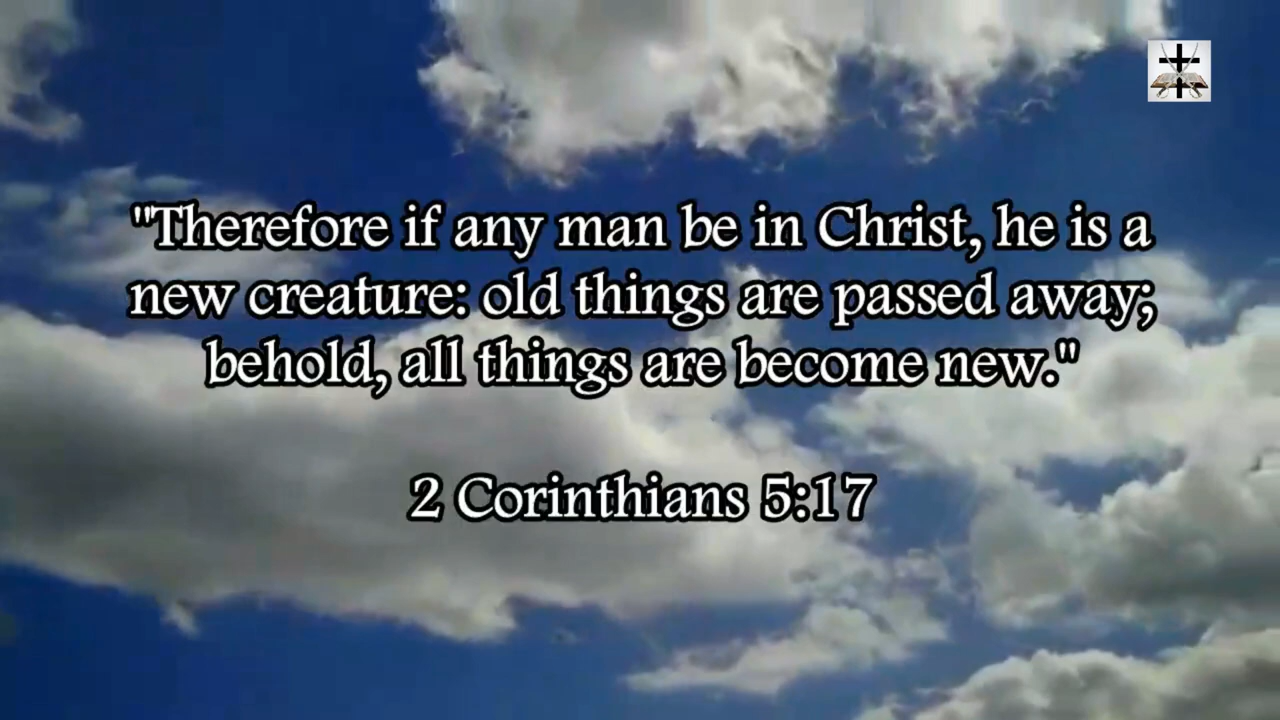 "Therefore if any man be in Christ, he is a
new creature: old things are passed away;
behold, all things are become new."
2 Corinthians 5:17